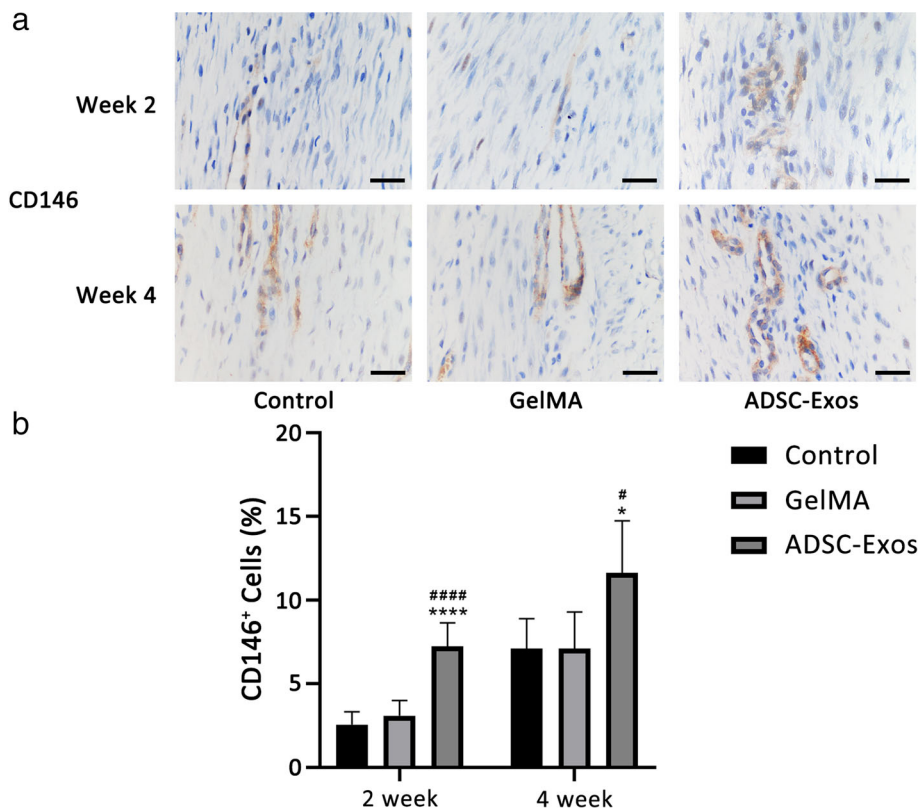 a
Week 2
CD146
Week 4
Control GelMA ADSC-Exos
b
20
15
10
5
0
CD146⁺ Cells (%)
####
****
#
*
2 week 4 week
Control
GelMA
ADSC-Exos